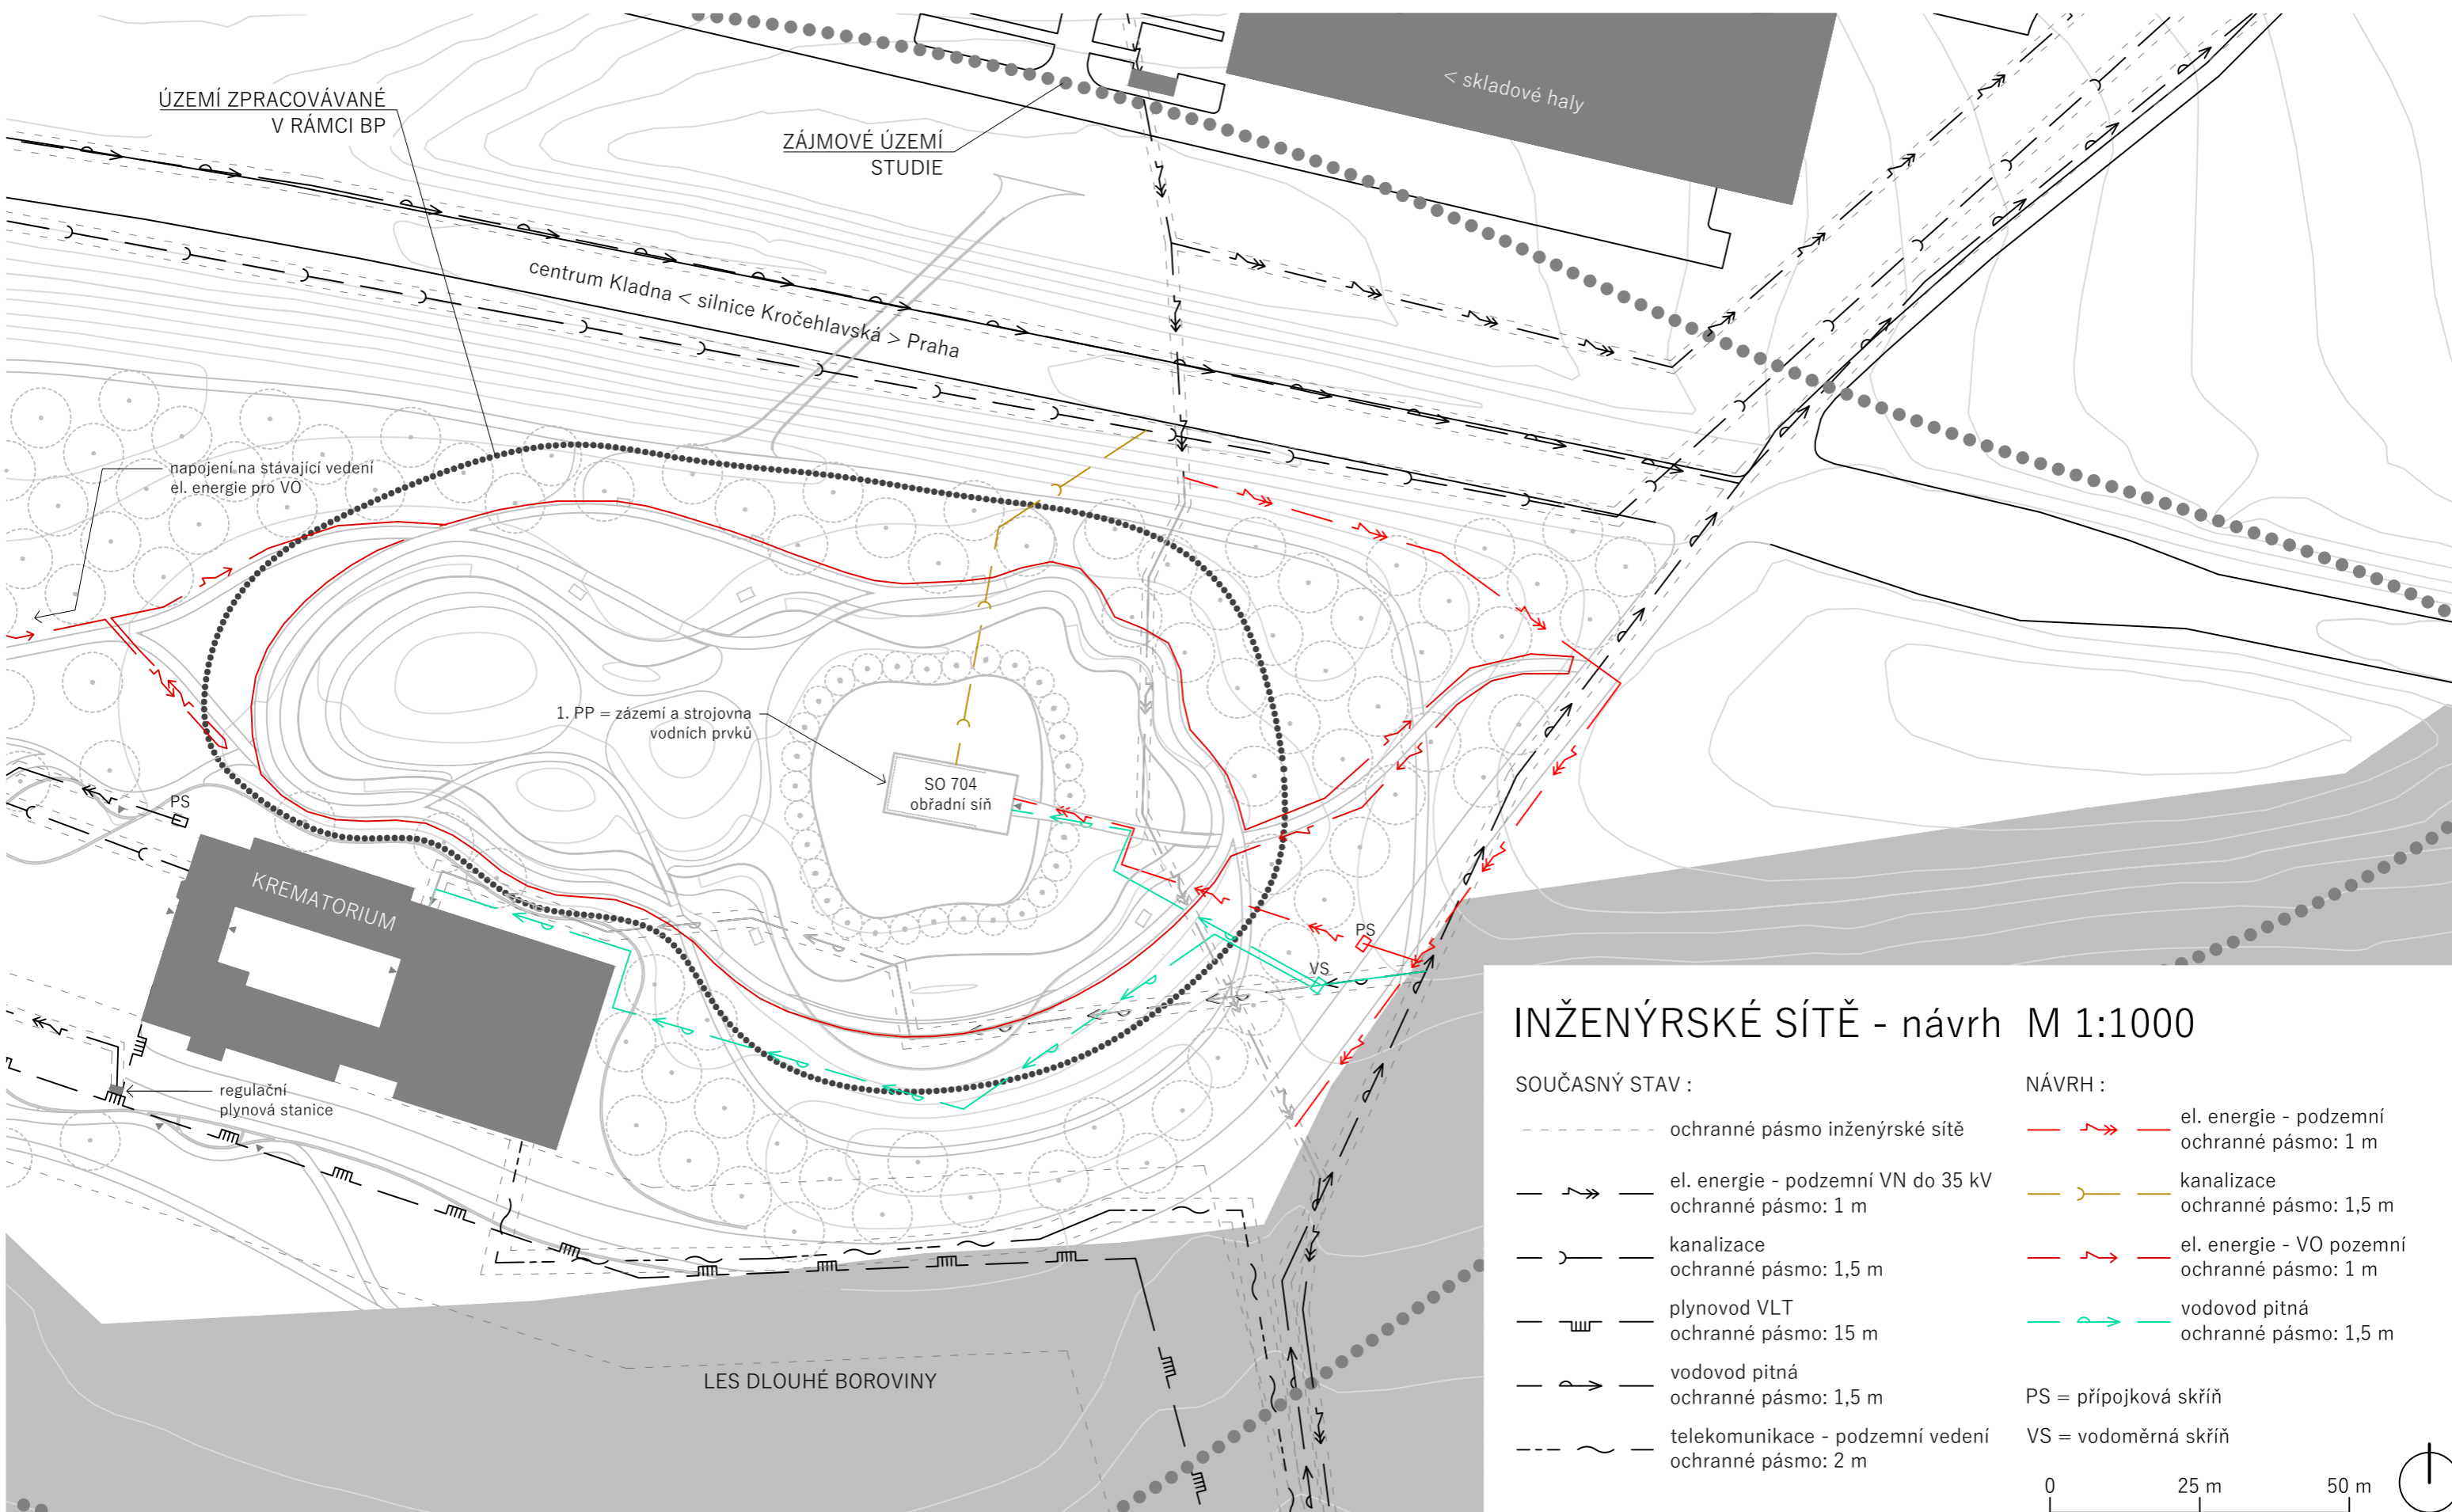 ÚZEMÍ ZPRACOVÁVANÉ
V RÁMCI BP
ZÁJMOVÉ ÚZEMÍ
STUDIE
< skladové haly
centrum Kladna < silnice Kročehlavská > Praha
napojení na stávající vedení
el. energie pro VO
1. PP = zázemí a strojovna
vodních prvků
SO 704
obřadní síň
PS
KREMATORIUM
PS
VS
regulační
plynová stanice
LES DLOUHÉ BOROVINY
INŽENÝRSKÉ SÍTĚ - návrh M 1:1000
SOUČASNÝ STAV :
ochranné pásmo inženýrské sítě
el. energie - podzemní VN do 35 kV
ochranné pásmo: 1 m
kanalizace
ochranné pásmo: 1,5 m
plynovod VLT
ochranné pásmo: 15 m
vodovod pitná
ochranné pásmo: 1,5 m
telekomunikace - podzemní vedení
ochranné pásmo: 2 m
NÁVRH :
el. energie - podzemní
ochranné pásmo: 1 m
kanalizace
ochranné pásmo: 1,5 m
el. energie - VO pozemní
ochranné pásmo: 1 m
vodovod pitná
ochranné pásmo: 1,5 m
PS = přípojková skříň
VS = vodoměrná skříň
0 25 m 50 m